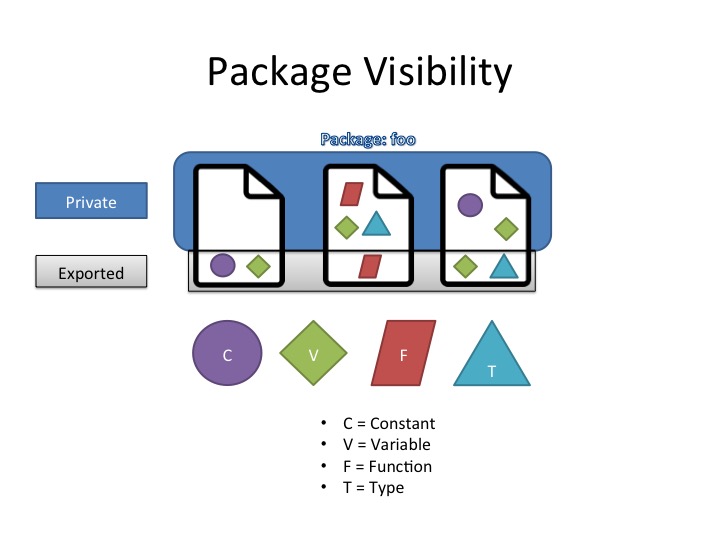 Package Visibility
Package: foo
Private
Exported
C
V
F
T
• C = Constant
• V = Variable
• F = Function
• T = Type